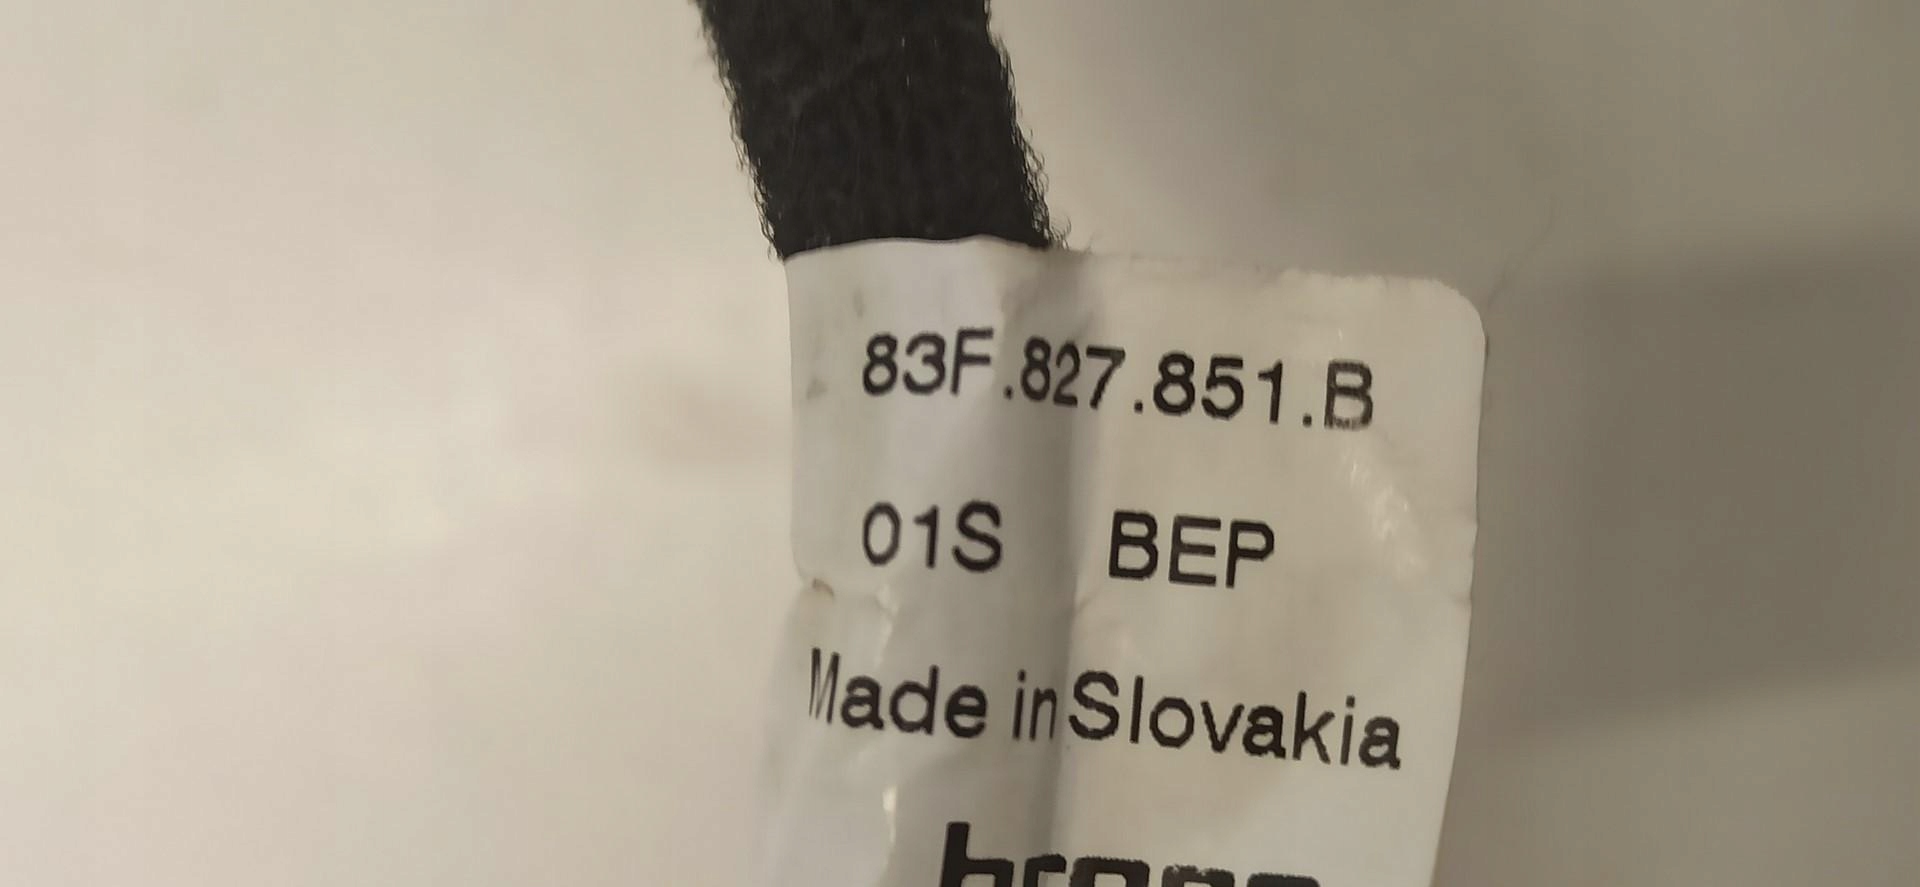 83F.827.851.B
01S BEP
Made in Slovakia